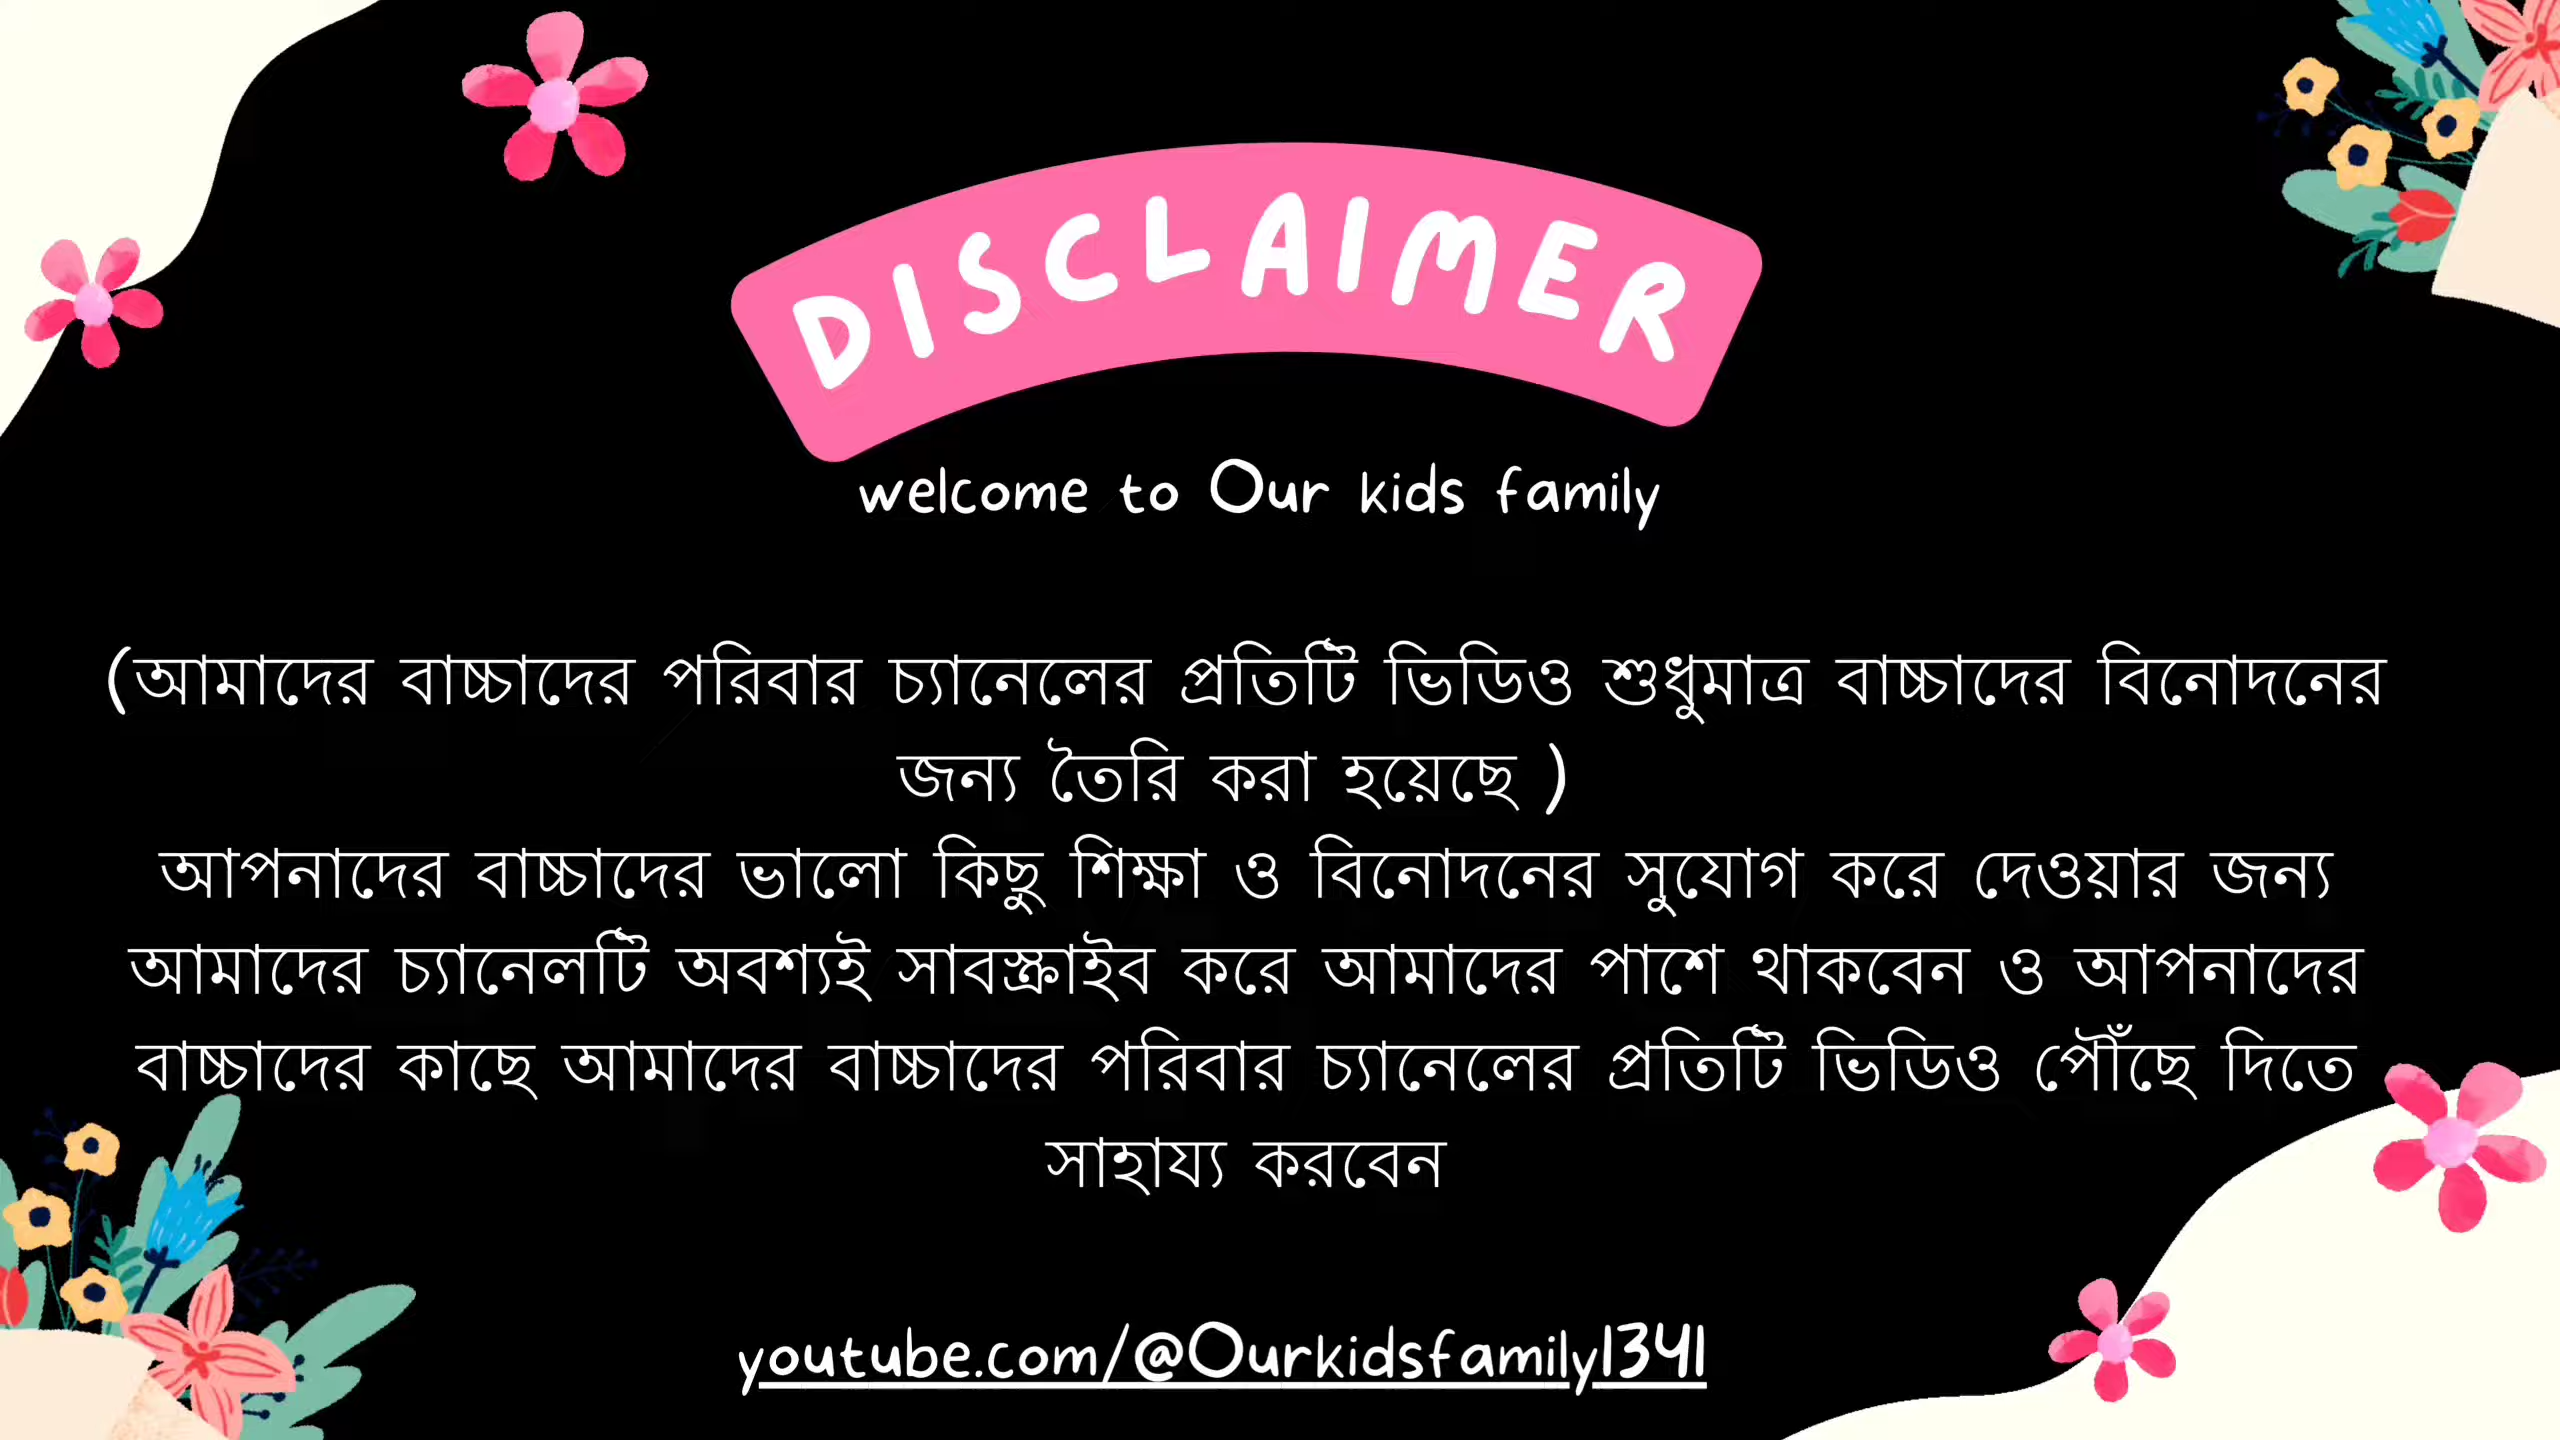 DISCLAIMER
welcome to Our kids family
(আমাদের বাচ্চাদের পরিবার চ্যানেলের প্রতিটি ভিডিও শুধুমাত্র বাচ্চাদের বিনোদনের
জন্য তৈরি করা হয়েছে )
আপনাদের বাচ্চাদের ভালো কিছু শিক্ষা ও বিনোদনের সুযোগ করে দেওয়ার জন্য
আমাদের চ্যানেলটি অবশ্যই সাবস্ক্রাইব করে আমাদের পাশে থাকবেন ও আপনাদের
বাচ্চাদের কাছে আমাদের বাচ্চাদের পরিবার চ্যানেলের প্রতিটি ভিডিও পৌঁছে দিতে
সাহায্য করবেন
youtube.com/@Ourkidsfamily1341